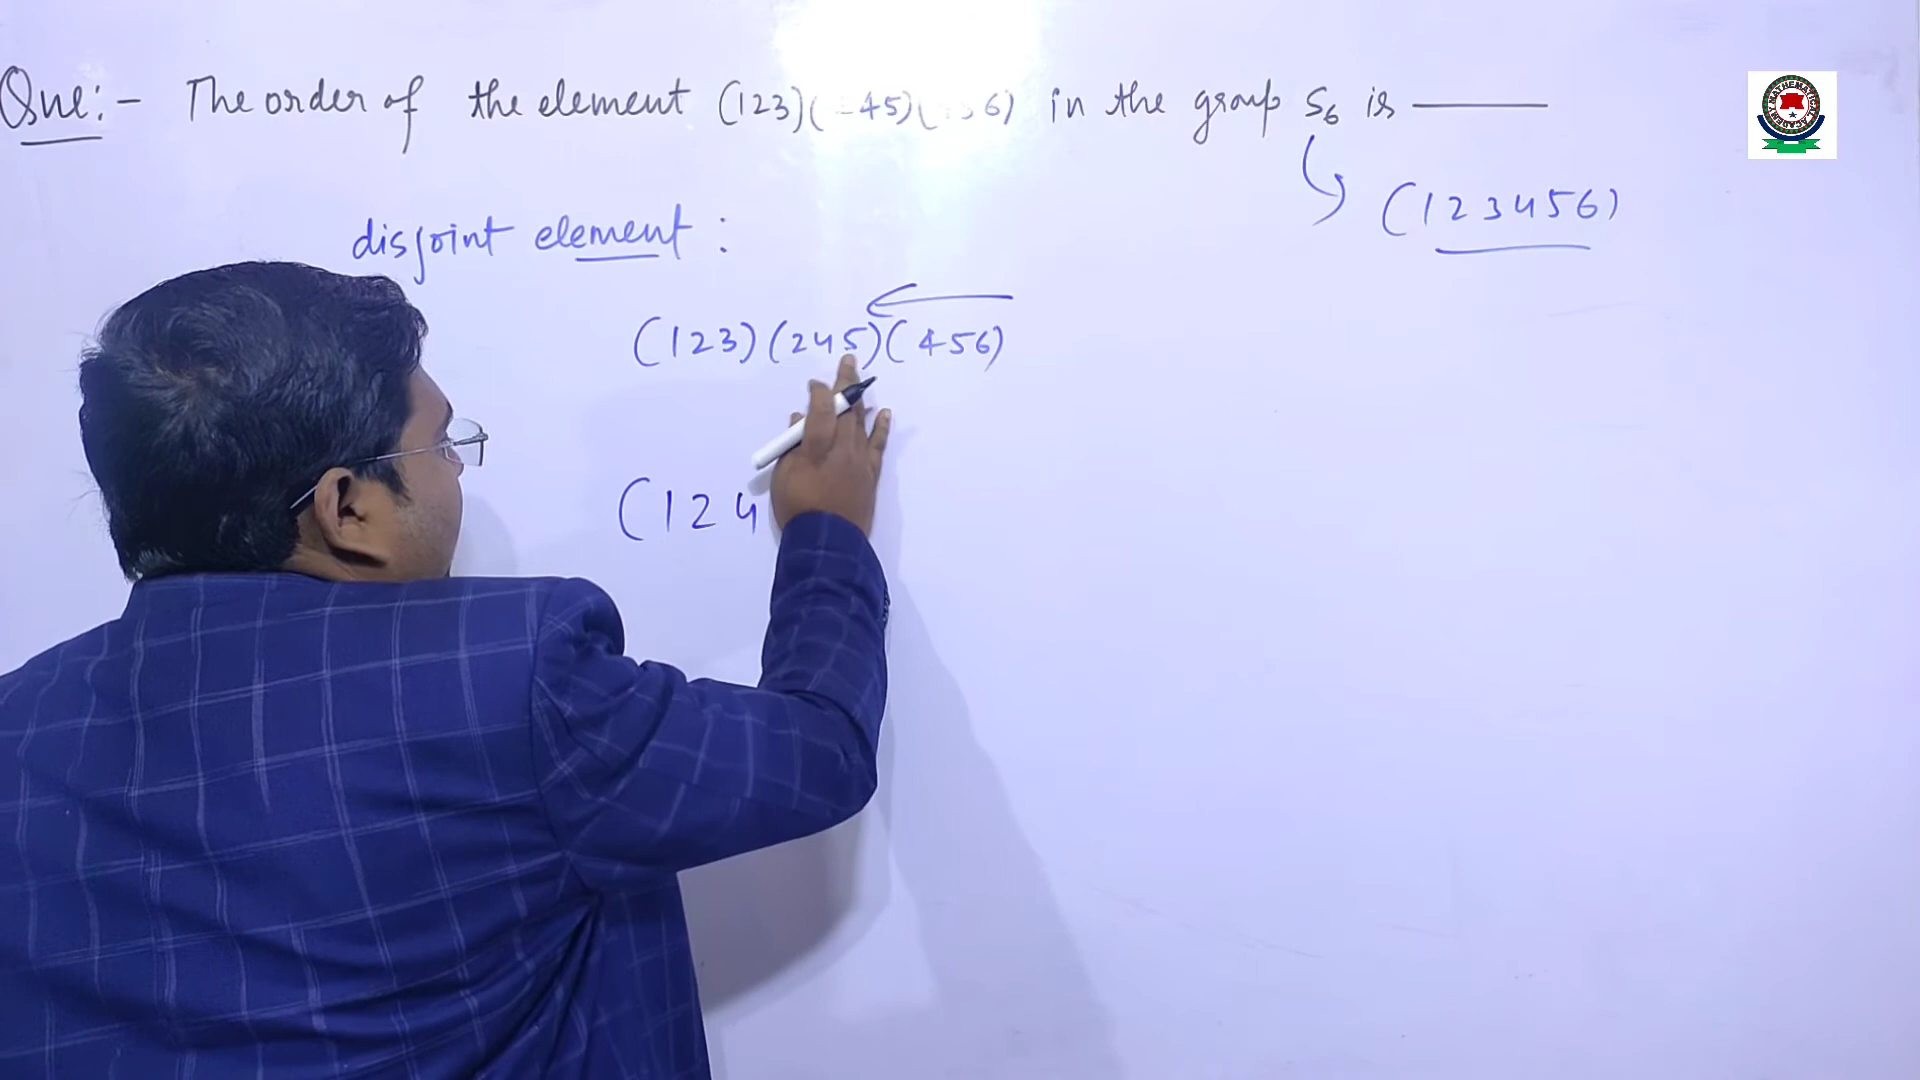 Que:- The order of the element (123)(245)(456) in the group S₆ is ———
(123456)
disjoint element :
(123)(245)(456)
(124